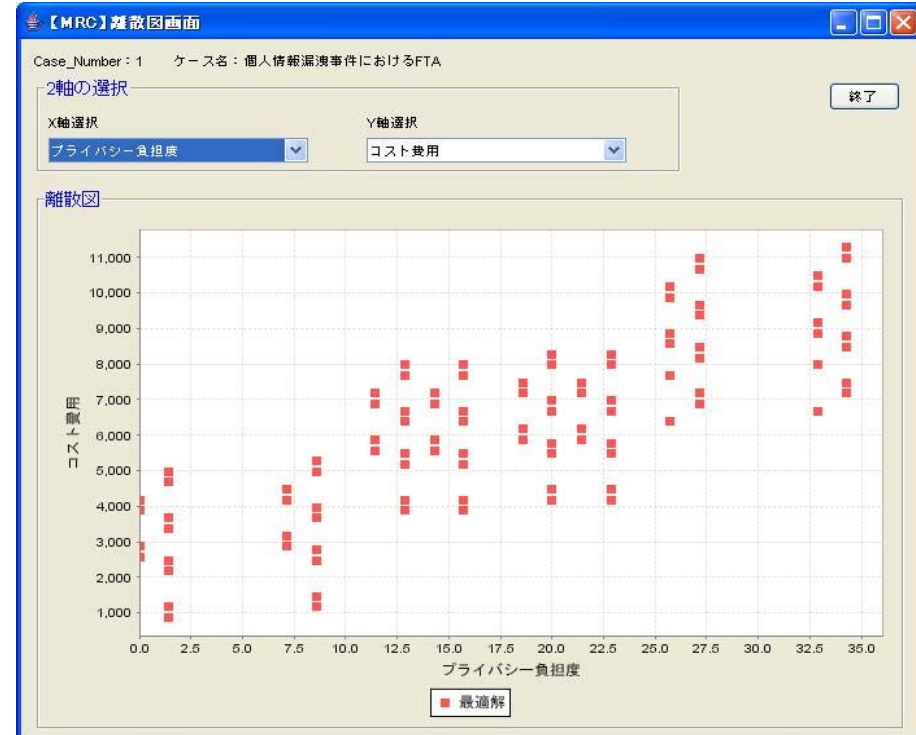 【MRC】離散図画面
Case_Number：1 ケース名：個人情報漏洩事件におけるFTA
2軸の選択
終了
X軸選択 Y軸選択
プライバシー負担度 コスト費用
離散図
11,000
10,000
9,000
8,000
7,000
6,000
5,000
4,000
3,000
2,000
1,000
コスト費用
0.0 2.5 5.0 7.5 10.0 12.5 15.0 17.5 20.0 22.5 25.0 27.5 30.0 32.5 35.0
プライバシー負担度
最適解